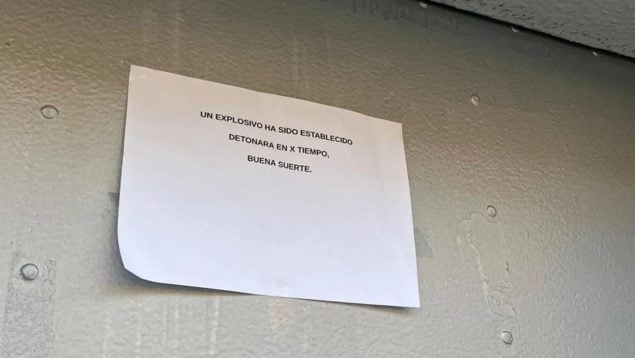 UN EXPLOSIVO HA SIDO ESTABLECIDO
DETONARA EN X TIEMPO,
BUENA SUERTE.